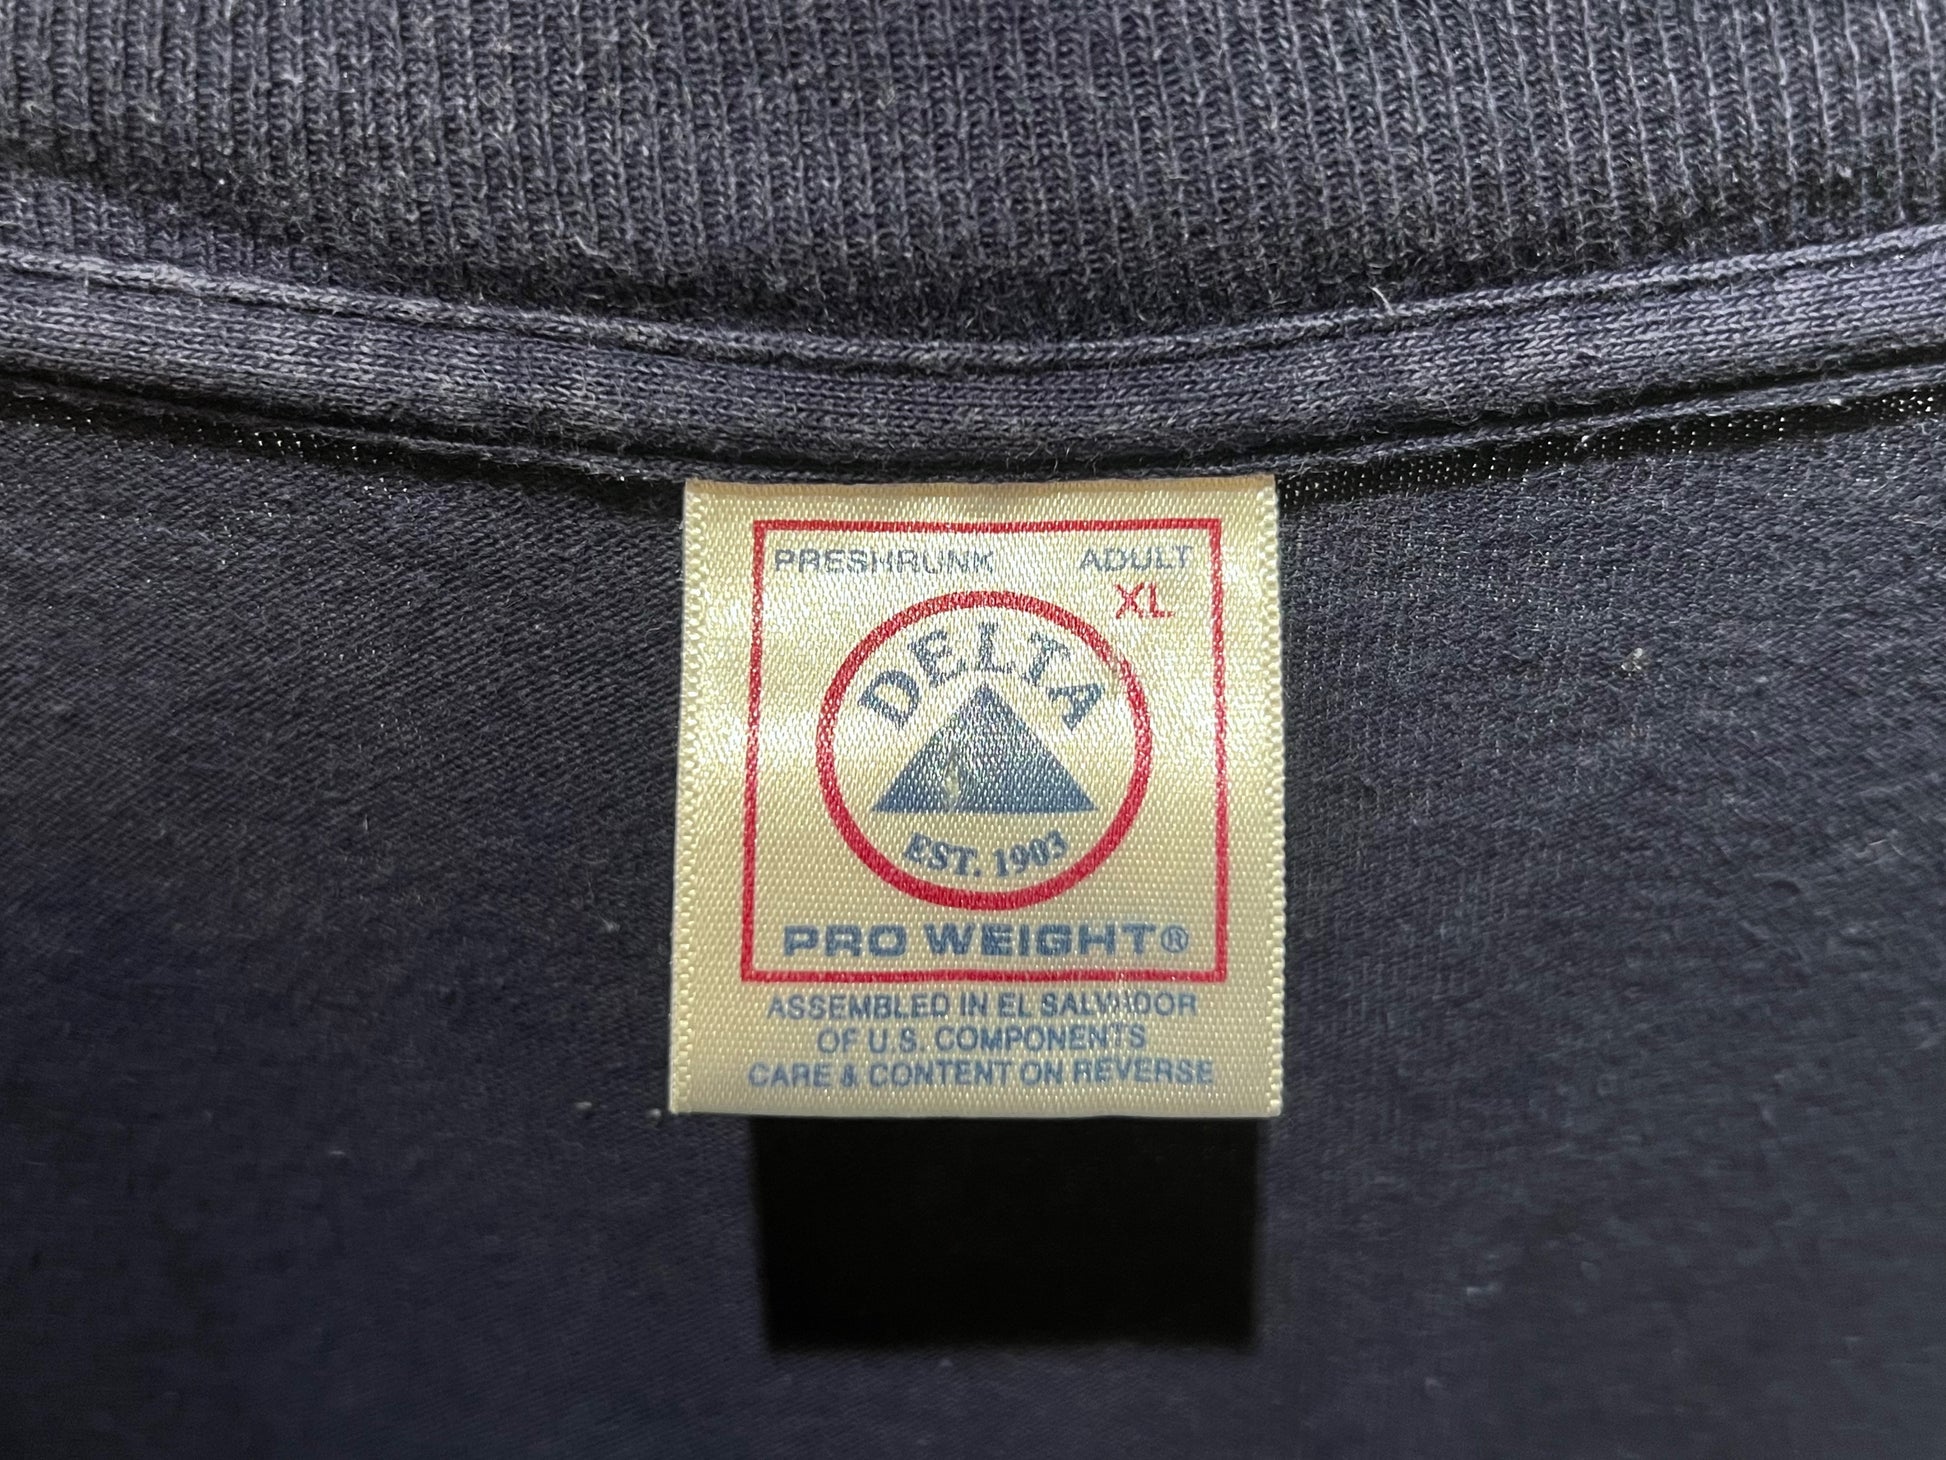 PRESHRUNK ADULT
XL
DELTA
EST. 1903
PRO WEIGHT®
ASSEMBLED IN EL SALVADOR
OF U.S. COMPONENTS
CARE & CONTENT ON REVERSE